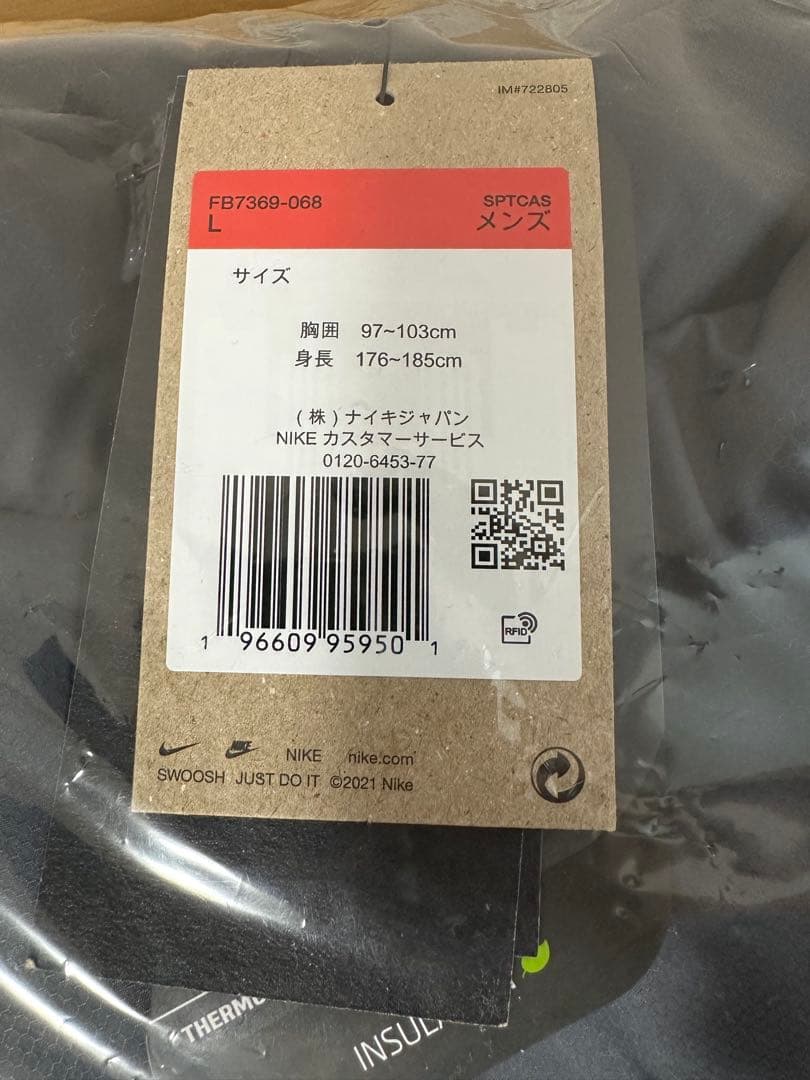 IM#722805
FB7369-068
L
SPTCAS
メンズ
サイズ
胸囲 97~103cm
身長 176~185cm
(株)ナイキジャパン
NIKE カスタマーサービス
0120-6453-77
1 96609 95950 1
RFID
NIKE nike.com
SWOOSH JUST DO IT ©2021 Nike